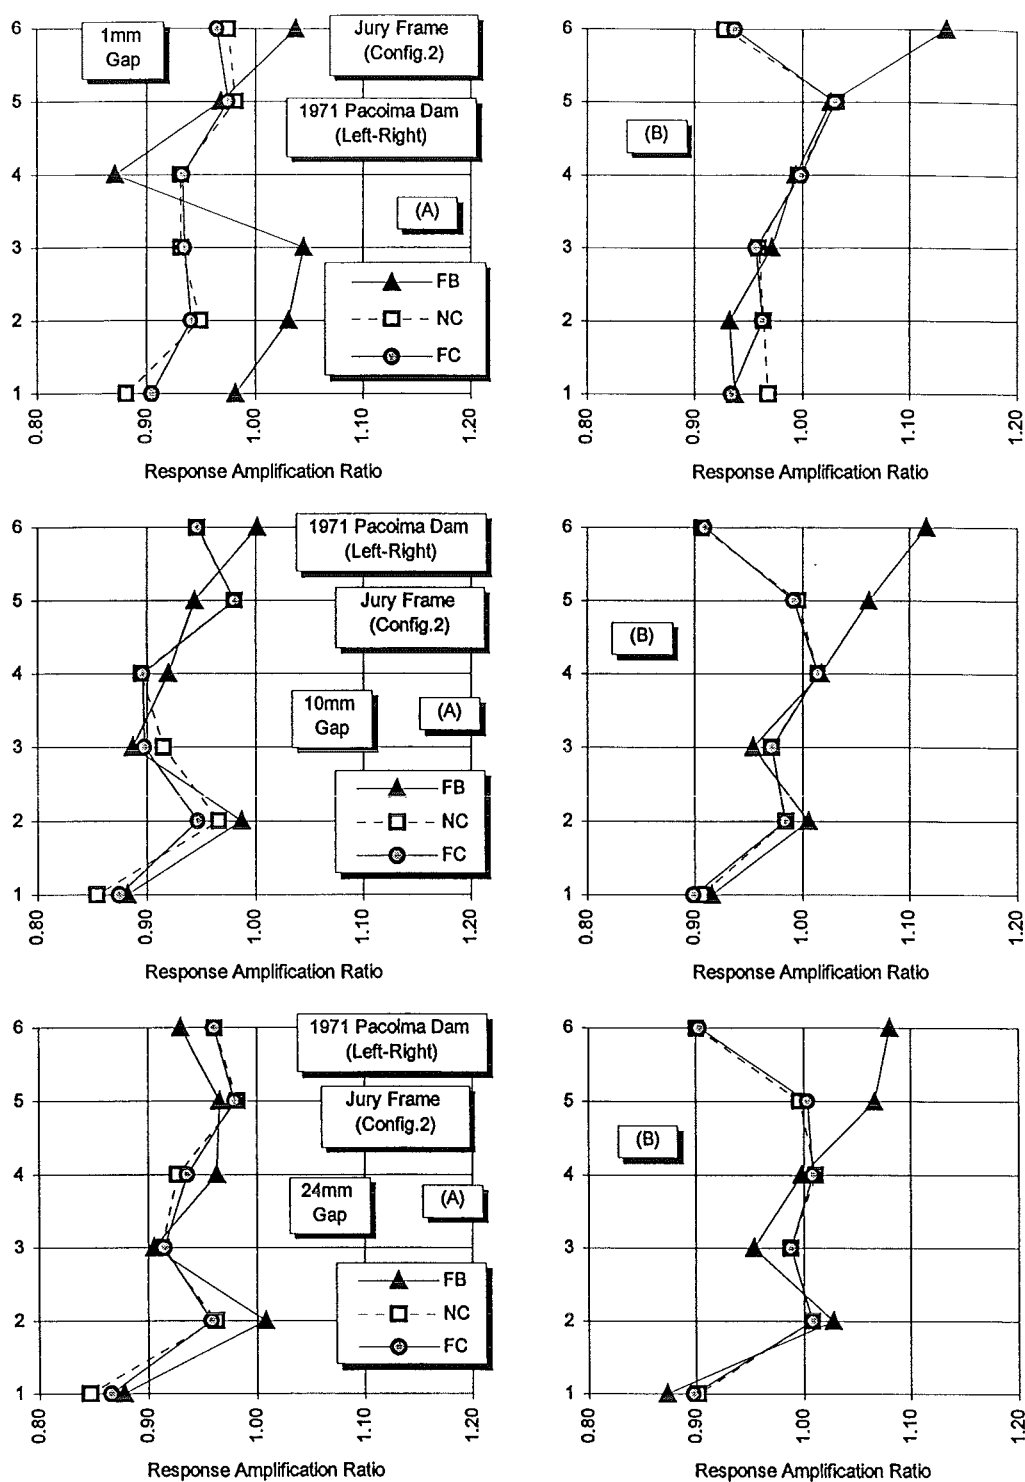 6
5
4
3
2
1
1mm
Gap
Jury Frame
(Config.2)
1971 Pacoima Dam
(Left-Right)
(A)
FB
NC
FC
0.80
0.90
1.00
1.10
1.20
Response Amplification Ratio
6
5
4
3
2
1
(B)
0.80
0.90
1.00
1.10
1.20
Response Amplification Ratio
6
5
4
3
2
1
1971 Pacoima Dam
(Left-Right)
Jury Frame
(Config.2)
10mm
Gap
(A)
FB
NC
FC
0.80
0.90
1.00
1.10
1.20
Response Amplification Ratio
6
5
4
3
2
1
(B)
0.80
0.90
1.00
1.10
1.20
Response Amplification Ratio
6
5
4
3
2
1
1971 Pacoima Dam
(Left-Right)
Jury Frame
(Config.2)
24mm
Gap
(A)
FB
NC
FC
0.80
0.90
1.00
1.10
1.20
Response Amplification Ratio
6
5
4
3
2
1
(B)
0.80
0.90
1.00
1.10
1.20
Response Amplification Ratio